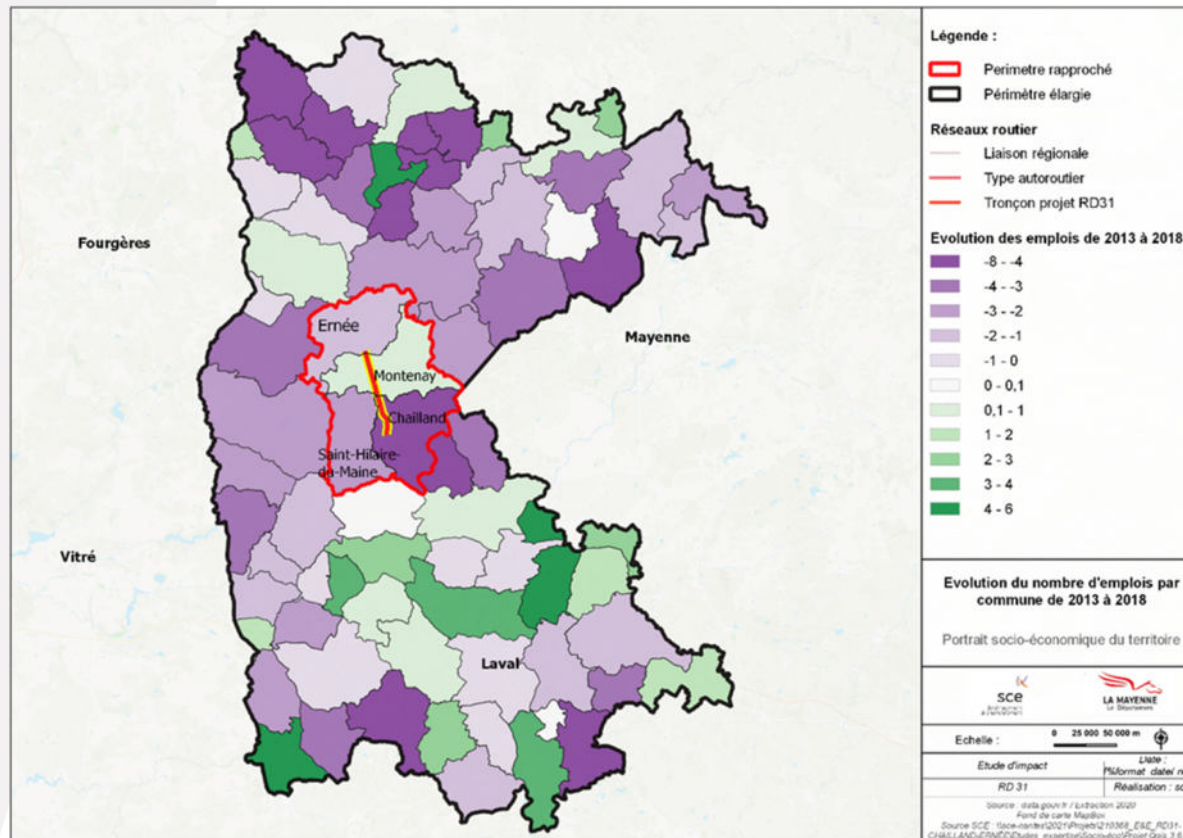 Légende :
Perimetre rapproché
Périmètre élargie
Réseaux routier
Liaison régionale
Type autoroutier
Tronçon projet RD31
Evolution des emplois de 2013 à 2018
-8 - -4
-4 - -3
-3 - -2
-2 - -1
-1 - 0
0 - 0,1
0,1 - 1
1 - 2
2 - 3
3 - 4
4 - 6
Fourgères
Mayenne
Ernée
Montenay
Chailland
Saint-Hilaire-
du-Maine
Vitré
Laval
Evolution du nombre d'emplois par
commune de 2013 à 2018
Portrait socio-économique du territoire
sce
LA MAYENNE
Le Département
Echelle :
0 25 000 50 000 m
Etude d'impact
Date :
RD 31
Réalisation : sc
Source : data.gouv.fr / Extraction 2020
Fond de carte MapBox